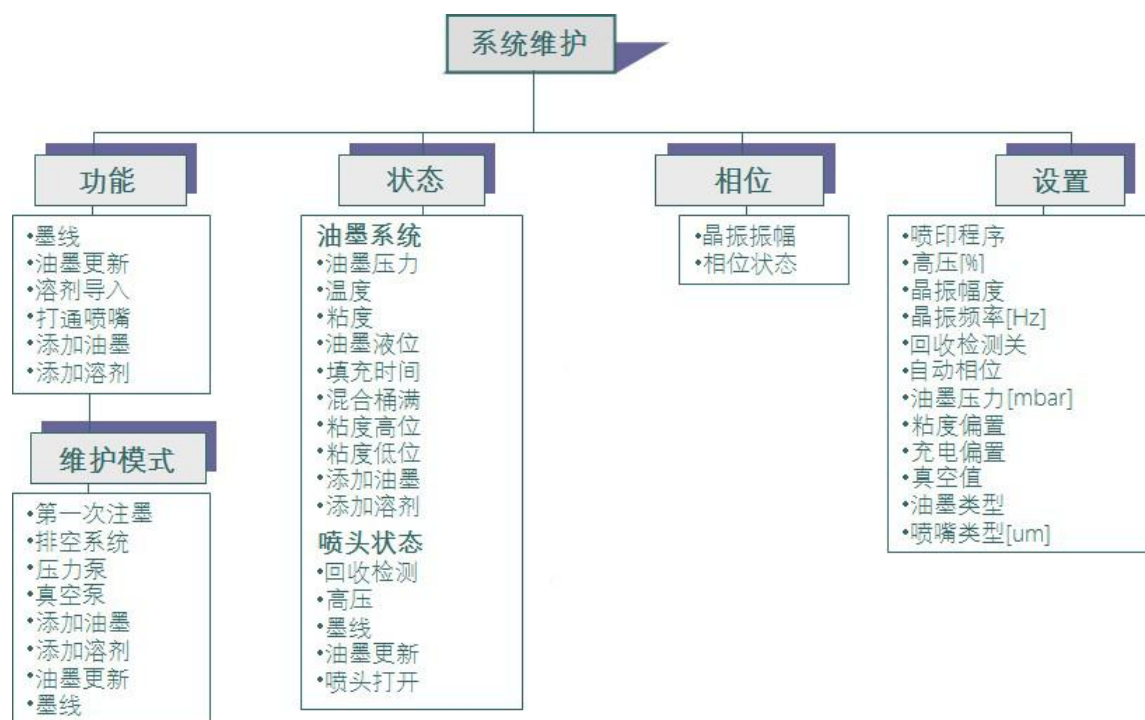 系统维护
功能
•墨线
•油墨更新
•溶剂导入
•打通喷嘴
•添加油墨
•添加溶剂
维护模式
•第一次注墨
•排空系统
•压力泵
•真空泵
•添加油墨
•添加溶剂
•油墨更新
•墨线
状态
油墨系统
•油墨压力
•温度
•粘度
•油墨液位
•填充时间
•混合桶满
•粘度高位
•粘度低位
•添加油墨
•添加溶剂
喷头状态
•回收检测
•高压
•墨线
•油墨更新
•喷头打开
相位
•晶振振幅
•相位状态
设置
•喷印程序
•高压[%]
•晶振幅度
•晶振频率[Hz]
•回收检测关
•自动相位
•油墨压力[mbar]
•粘度偏置
•充电偏置
•真空值
•油墨类型
•喷嘴类型[um]